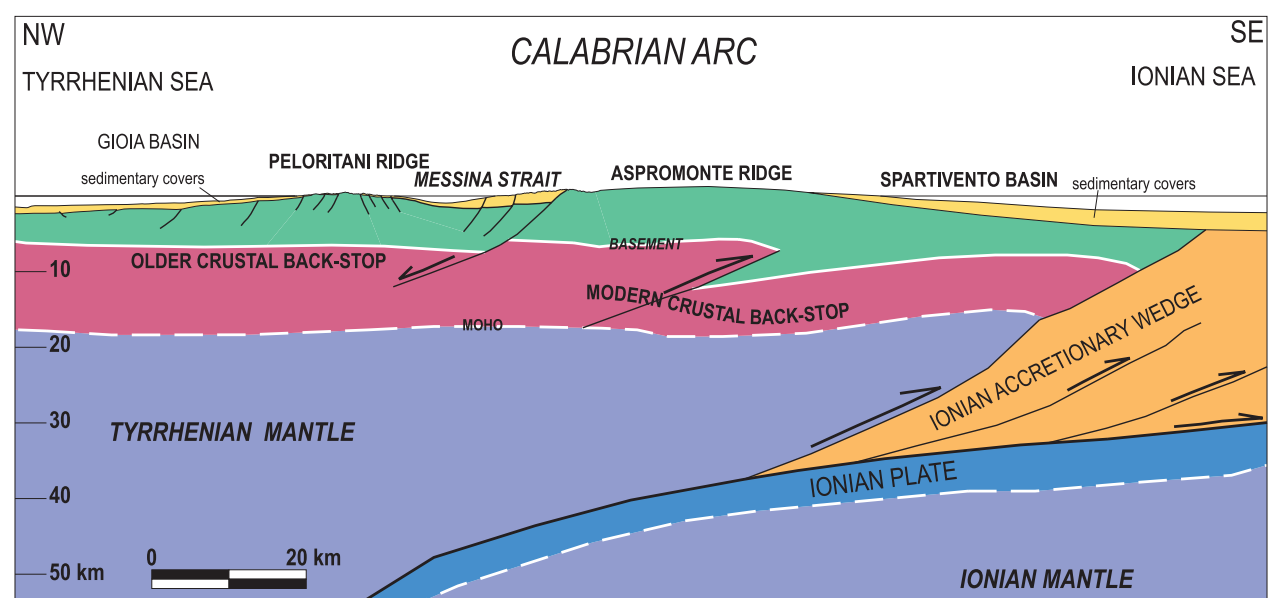 NW
SE
CALABRIAN ARC
TYRRHENIAN SEA
IONIAN SEA
GIOIA BASIN
PELORITANI RIDGE
sedimentary covers
MESSINA STRAIT
ASPROMONTE RIDGE
SPARTIVENTO BASIN
sedimentary covers
BASEMENT
OLDER CRUSTAL BACK-STOP
10
MODERN CRUSTAL BACK-STOP
MOHO
20
IONIAN ACCRETIONARY WEDGE
30
TYRRHENIAN MANTLE
IONIAN PLATE
40
0
20 km
50 km
IONIAN MANTLE